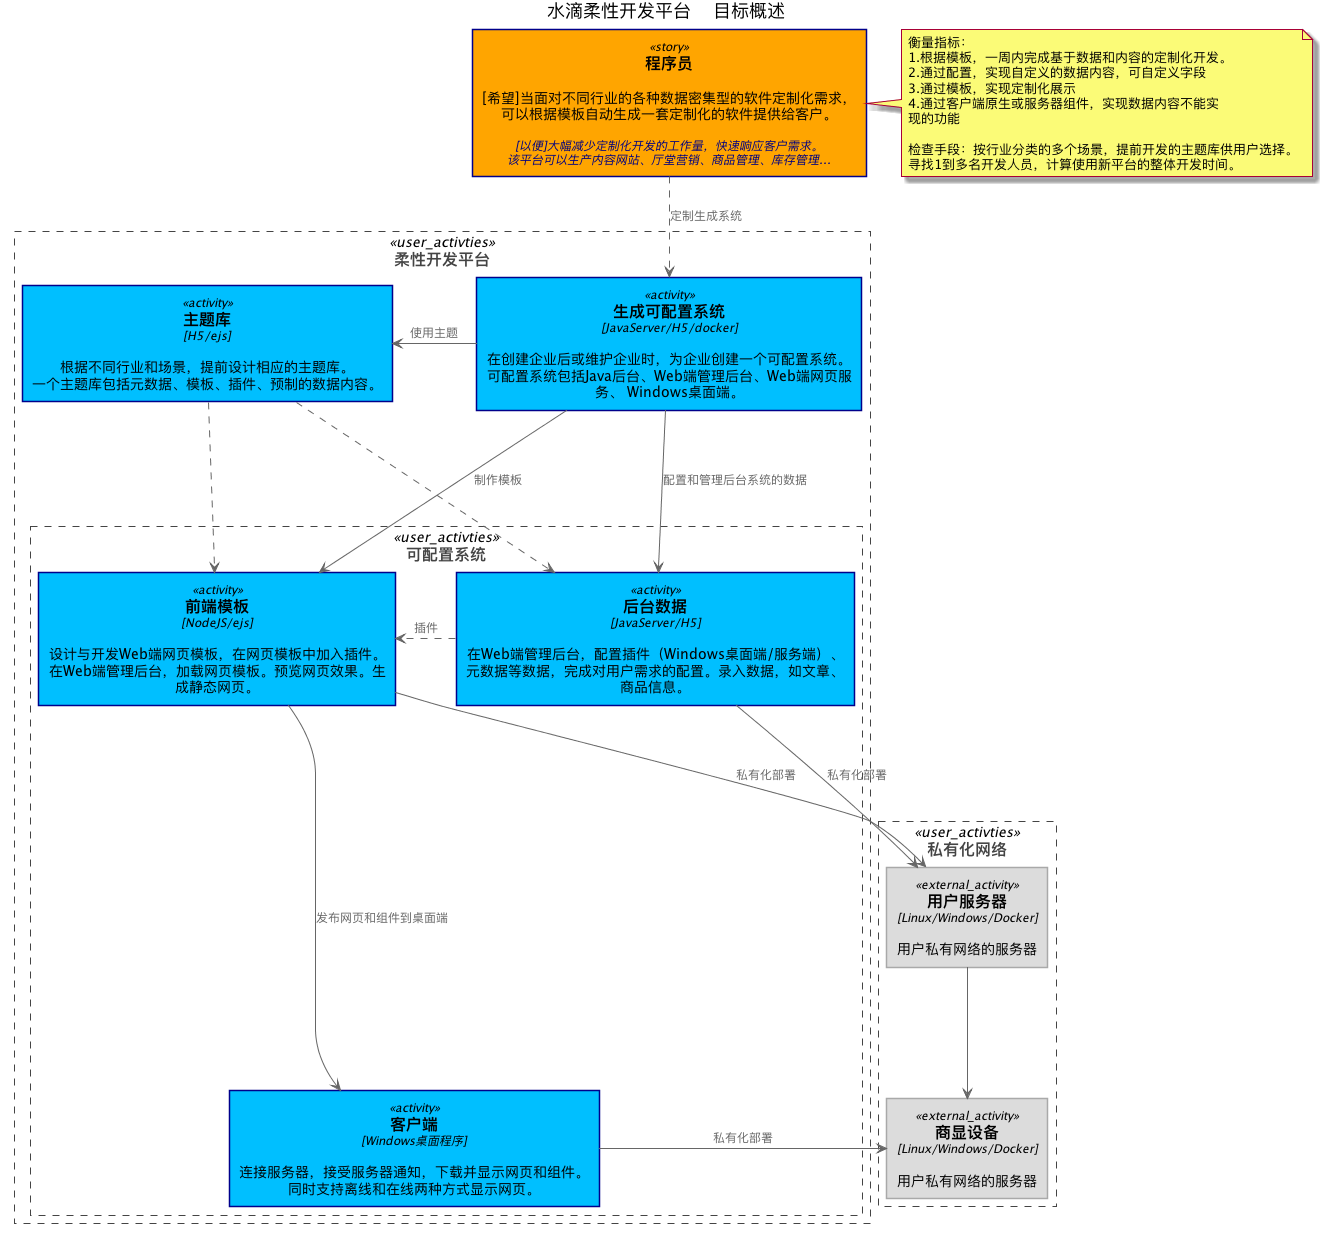 水滴柔性开发平台 目标概述
«story»
程序员
[希望]当面对不同行业的各种数据密集型的软件定制化需求，
可以根据模板自动生成一套定制化的软件提供给客户。
[以便]大幅减少定制化开发的工作量，快速响应客户需求。
该平台可以生产内容网站、厅堂营销、商品管理、库存管理...
衡量指标：
1.根据模板，一周内完成基于数据和内容的定制化开发。
2.通过配置，实现自定义的数据内容，可自定义字段
3.通过模板，实现定制化展示
4.通过客户端原生或服务器组件，实现数据内容不能实
现的功能
检查手段：按行业分类的多个场景，提前开发的主题库供用户选择。
寻找1到多名开发人员，计算使用新平台的整体开发时间。
定制生成系统
«user_activties»
柔性开发平台
«activity»
主题库
[H5/ejs]
根据不同行业和场景，提前设计相应的主题库。
一个主题库包括元数据、模板、插件、预制的数据内容。
使用主题
«activity»
生成可配置系统
[JavaServer/H5/docker]
在创建企业后或维护企业时，为企业创建一个可配置系统。
可配置系统包括Java后台、Web端管理后台、Web端网页服
务、 Windows桌面端。
制作模板
配置和管理后台系统的数据
«user_activties»
可配置系统
«activity»
前端模板
[NodeJS/ejs]
设计与开发Web端网页模板，在网页模板中加入插件。
在Web端管理后台，加载网页模板。预览网页效果。生
成静态网页。
插件
«activity»
后台数据
[JavaServer/H5]
在Web端管理后台，配置插件（Windows桌面端/服务端）、
元数据等数据，完成对用户需求的配置。录入数据，如文章、
商品信息。
私有化部署
私有化部署
«user_activties»
私有化网络
«external_activity»
用户服务器
[Linux/Windows/Docker]
用户私有网络的服务器
发布网页和组件到桌面端
«activity»
客户端
[Windows桌面程序]
连接服务器，接受服务器通知，下载并显示网页和组件。
同时支持离线和在线两种方式显示网页。
私有化部署
«external_activity»
商显设备
[Linux/Windows/Docker]
用户私有网络的服务器